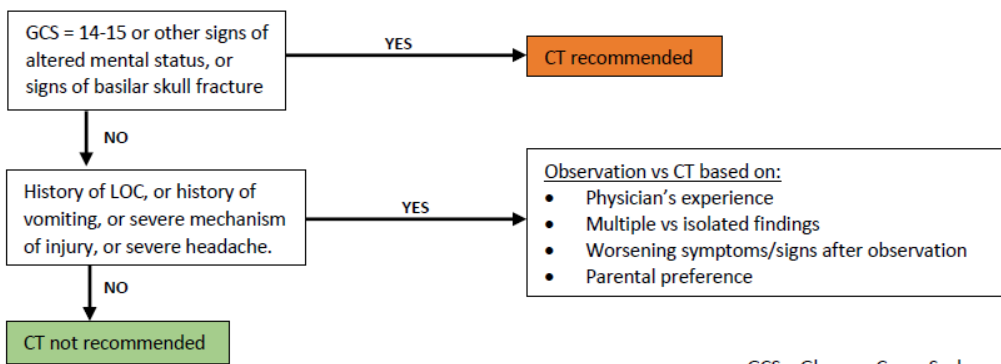 GCS = 14-15 or other signs of
altered mental status, or
signs of basilar skull fracture
YES
CT recommended
NO
History of LOC, or history of
vomiting, or severe mechanism
of injury, or severe headache.
YES
Observation vs CT based on:
• Physician's experience
• Multiple vs isolated findings
• Worsening symptoms/signs after observation
• Parental preference
NO
CT not recommended